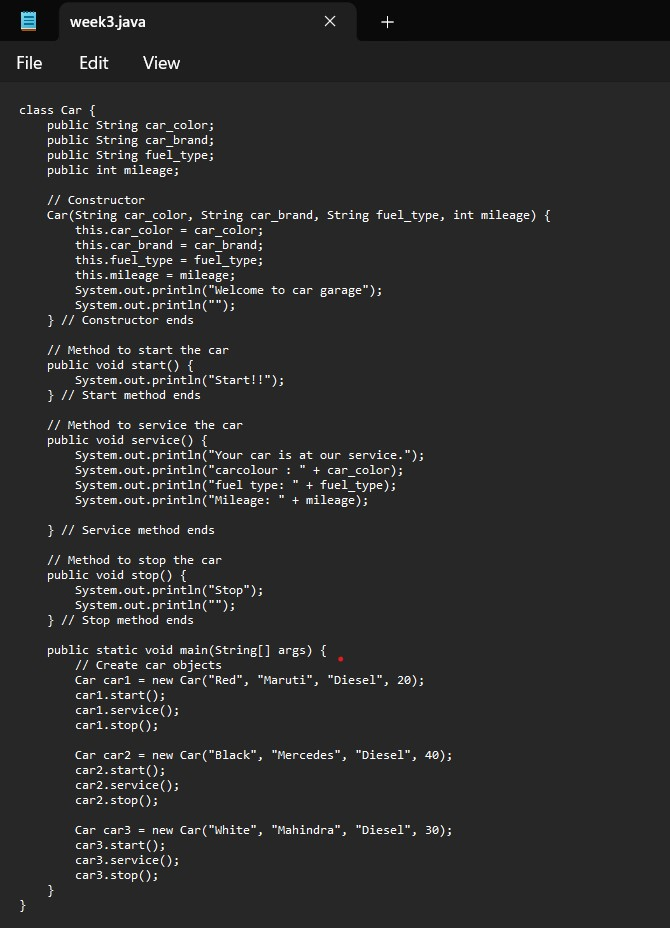 week3.java
File Edit View
class Car {
    public String car_color;
    public String car_brand;
    public String fuel_type;
    public int mileage;

    // Constructor
    Car(String car_color, String car_brand, String fuel_type, int mileage) {
        this.car_color = car_color;
        this.car_brand = car_brand;
        this.fuel_type = fuel_type;
        this.mileage = mileage;
        System.out.println("Welcome to car garage");
        System.out.println("");
    } // Constructor ends

    // Method to start the car
    public void start() {
        System.out.println("Start!!");
    } // Start method ends

    // Method to service the car
    public void service() {
        System.out.println("Your car is at our service.");
        System.out.println("carcolour : " + car_color);
        System.out.println("fuel type: " + fuel_type);
        System.out.println("Mileage: " + mileage);

    } // Service method ends

    // Method to stop the car
    public void stop() {
        System.out.println("Stop");
        System.out.println("");
    } // Stop method ends

    public static void main(String[] args) {
        // Create car objects
        Car car1 = new Car("Red", "Maruti", "Diesel", 20);
        car1.start();
        car1.service();
        car1.stop();

        Car car2 = new Car("Black", "Mercedes", "Diesel", 40);
        car2.start();
        car2.service();
        car2.stop();

        Car car3 = new Car("White", "Mahindra", "Diesel", 30);
        car3.start();
        car3.service();
        car3.stop();
    }
}